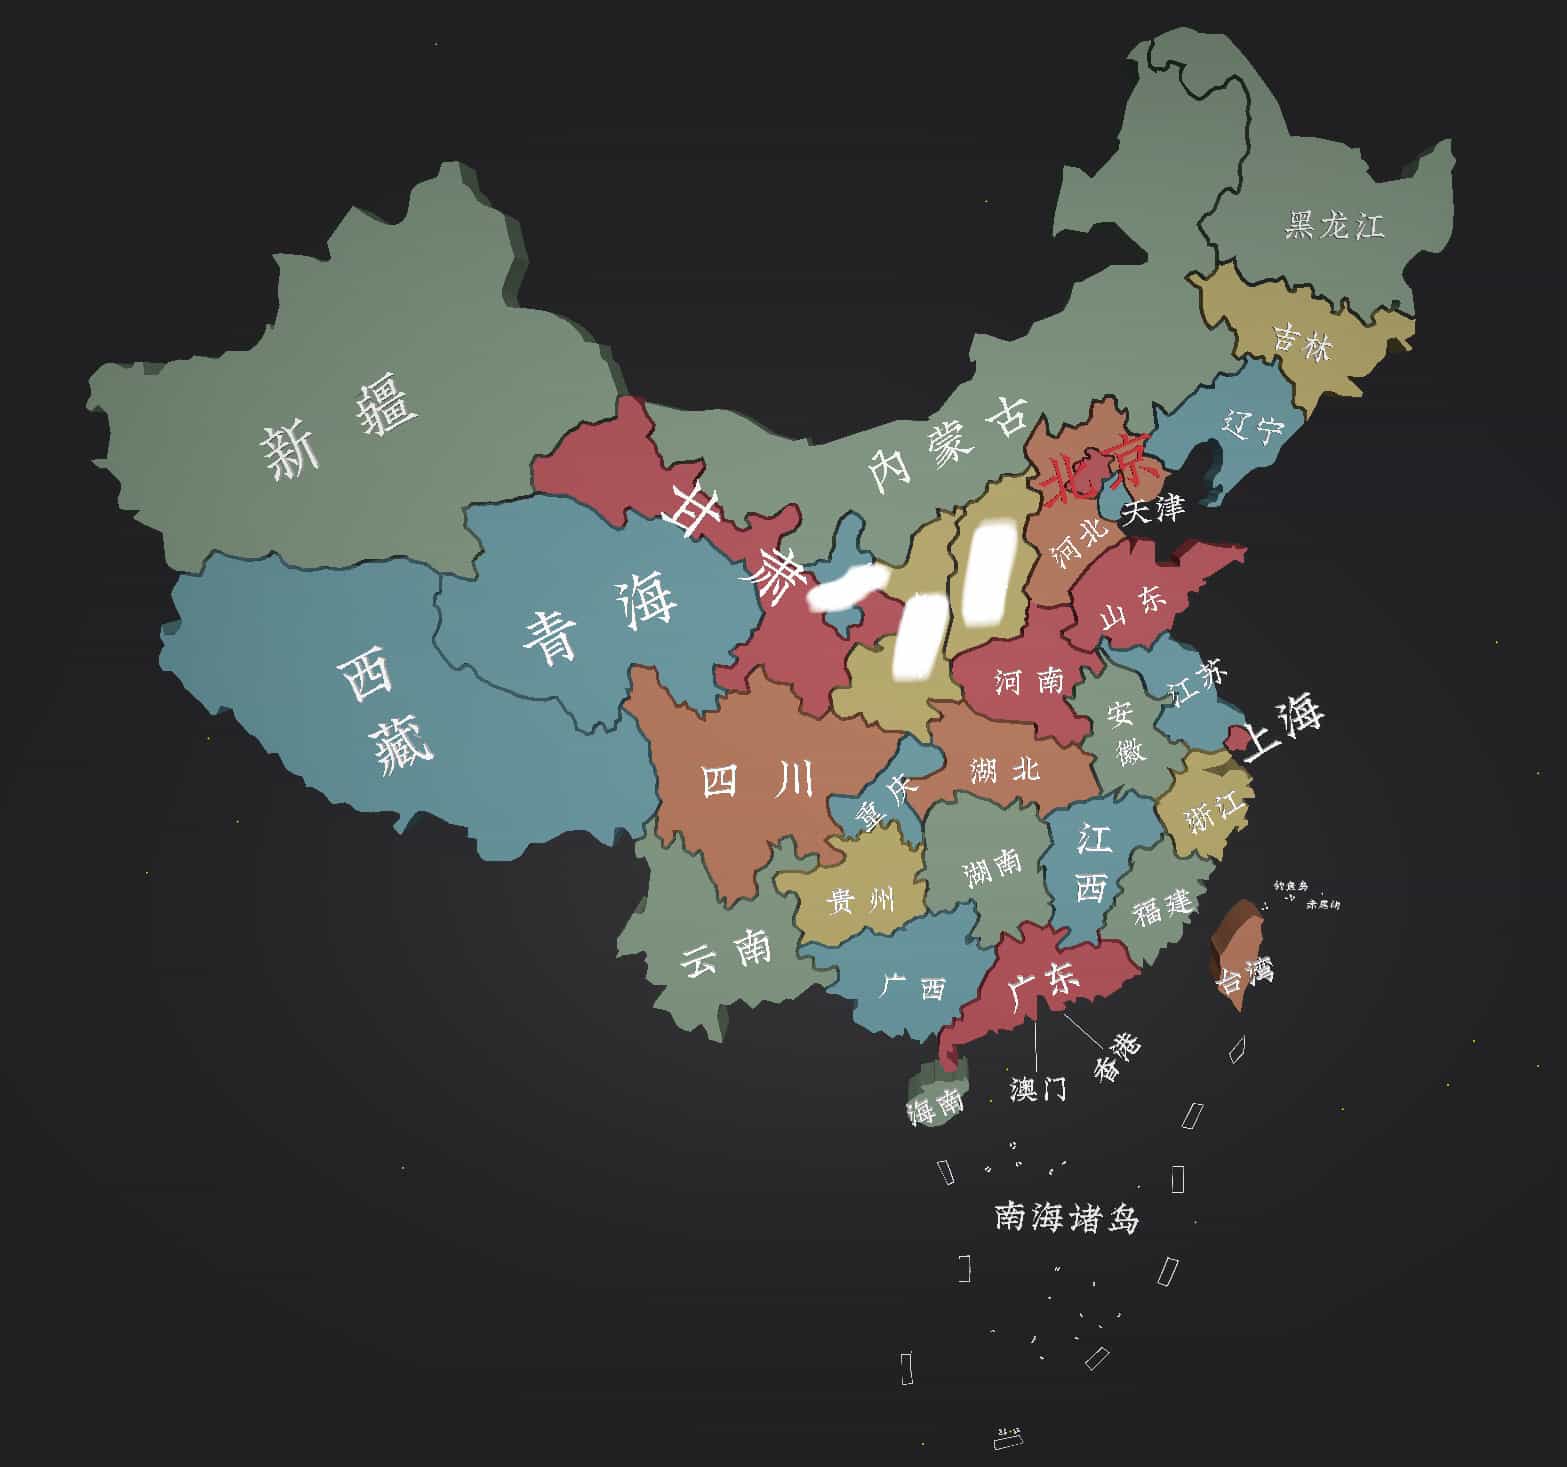 黑龙江
吉林
辽宁
内蒙古
新疆
北京
天津
河北
甘肃
山东
青海
西藏
河南
江苏
安徽
上海
四川
湖北
重庆
浙江
江西
湖南
贵州
福建
钓鱼岛
赤尾屿
云南
广西
广东
台湾
香港
澳门
海南
南海诸岛